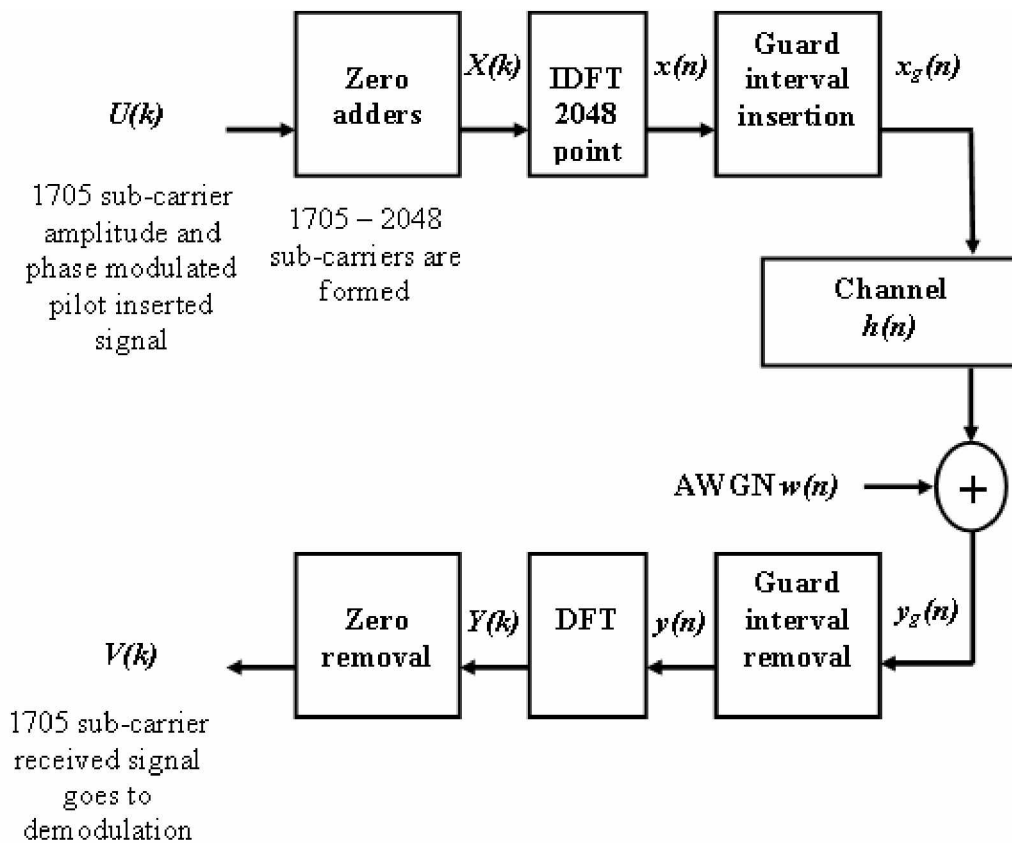 U(k)
1705 sub-carrier
amplitude and
phase modulated
pilot inserted
signal
Zero
adders
1705 – 2048
sub-carriers are
formed
X(k)
IDFT
2048
point
x(n)
Guard
interval
insertion
x_g(n)
Channel
h(n)
AWGN w(n)
+
y_g(n)
Guard
interval
removal
y(n)
DFT
Y(k)
Zero
removal
V(k)
1705 sub-carrier
received signal
goes to
demodulation